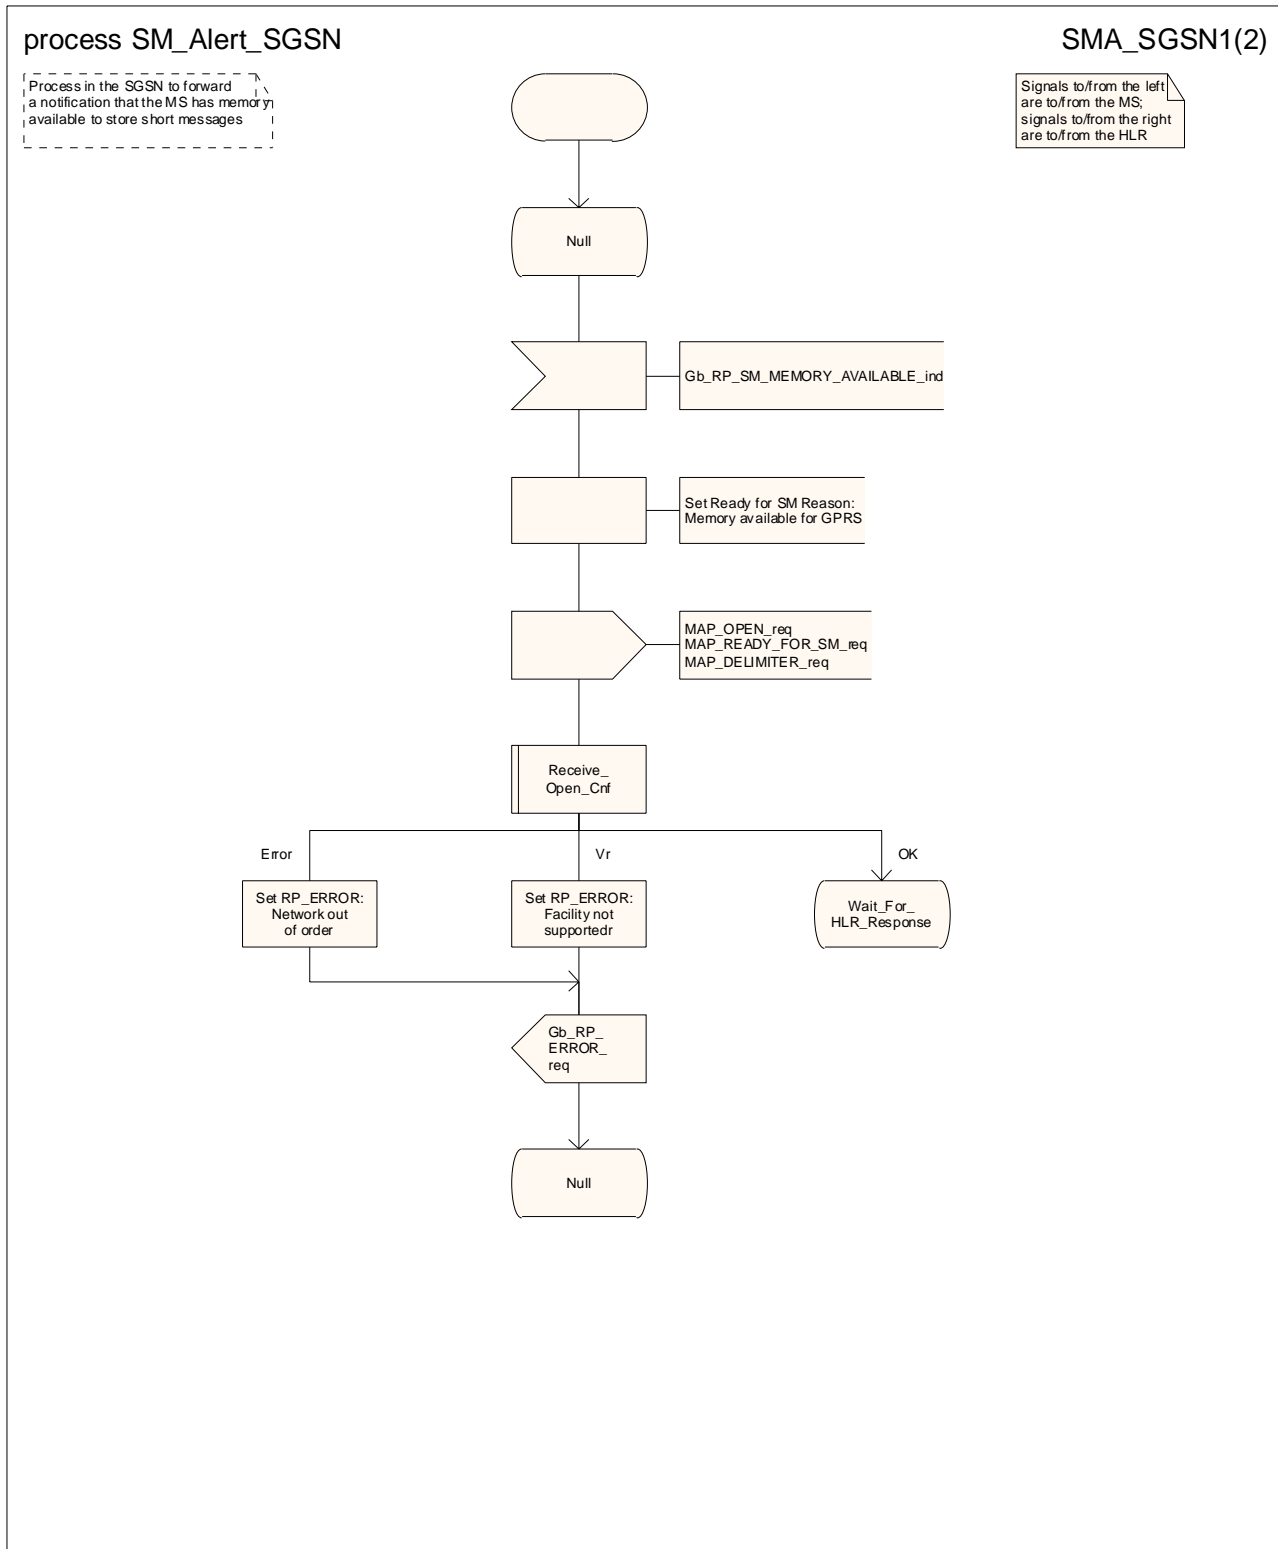 process SM_Alert_SGSN
SMA_SGSN1(2)
Process in the SGSN to forward
a notification that the MS has memory
available to store short messages
Signals to/from the left
are to/from the MS;
signals to/from the right
are to/from the HLR
Null
Gb_RP_SM_MEMORY_AVAILABLE_ind
Set Ready for SM Reason:
Memory available for GPRS
MAP_OPEN_req
MAP_READY_FOR_SM_req
MAP_DELIMITER_req
Receive_
Open_Cnf
Error
Vr
OK
Set RP_ERROR:
Network out
of order
Set RP_ERROR:
Facility not
supportedr
Wait_For_
HLR_Response
Gb_RP_
ERROR_
req
Null